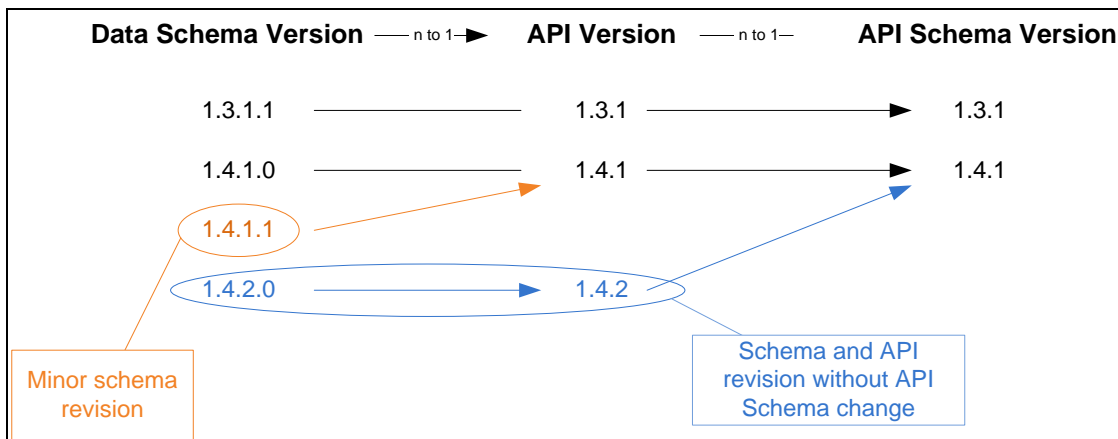 Data Schema Version n to 1 API Version n to 1 API Schema Version
1.3.1.1 1.3.1 1.3.1
1.4.1.0 1.4.1 1.4.1
1.4.1.1
1.4.2.0 1.4.2
Minor schema
revision
Schema and API
revision without API
Schema change